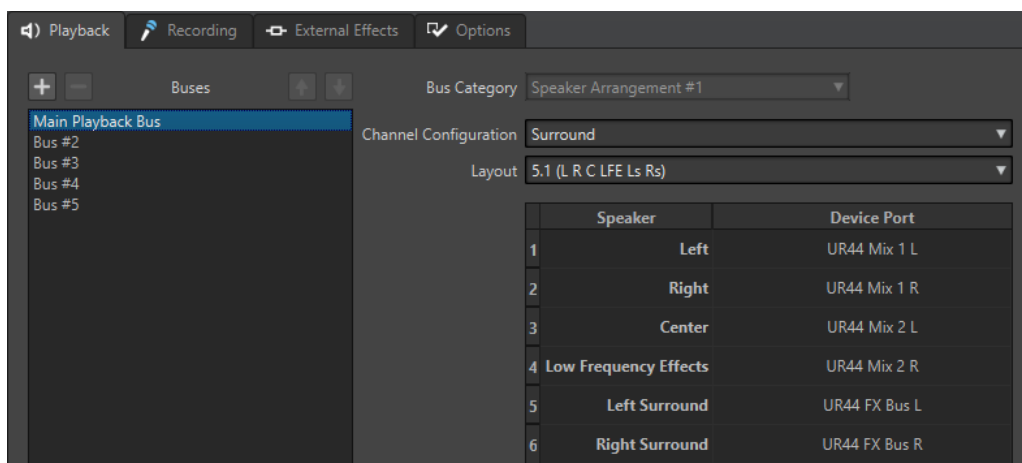 Playback Recording External Effects Options
Buses
Main Playback Bus
Bus #2
Bus #3
Bus #4
Bus #5
Bus Category Speaker Arrangement #1
Channel Configuration Surround
Layout 5.1 (L R C LFE Ls Rs)
Speaker Device Port
1 Left UR44 Mix 1 L
2 Right UR44 Mix 1 R
3 Center UR44 Mix 2 L
4 Low Frequency Effects UR44 Mix 2 R
5 Left Surround UR44 FX Bus L
6 Right Surround UR44 FX Bus R